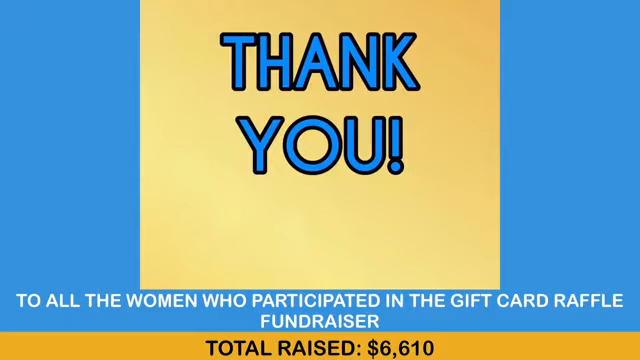 THANK
YOU!
TO ALL THE WOMEN WHO PARTICIPATED IN THE GIFT CARD RAFFLE
FUNDRAISER
TOTAL RAISED: $6,610